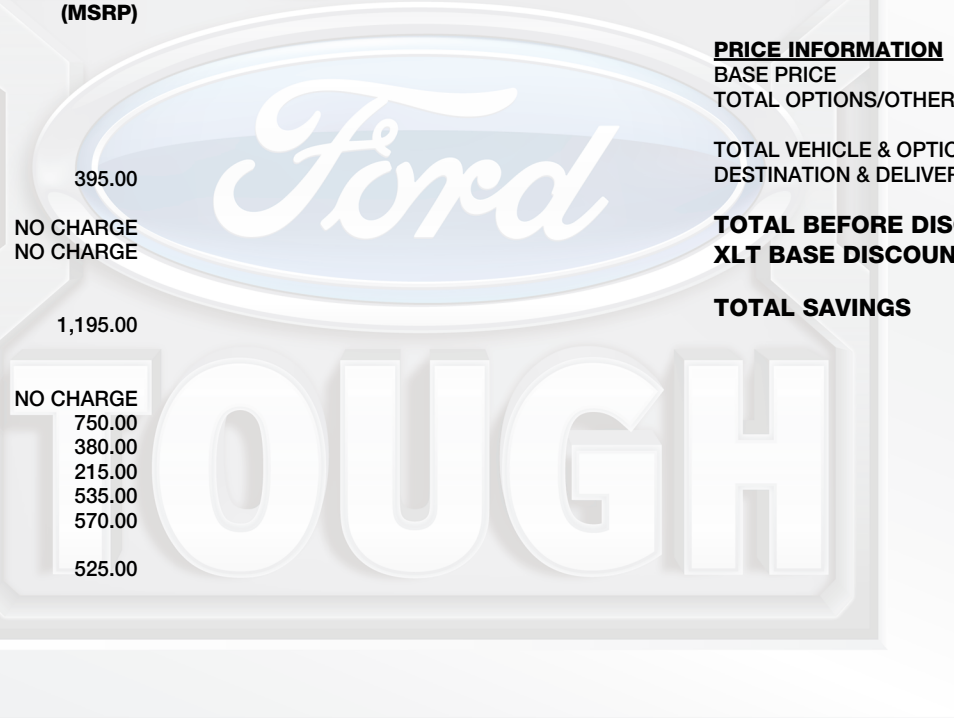 (MSRP)
395.00
NO CHARGE
NO CHARGE
1,195.00
NO CHARGE
750.00
380.00
215.00
535.00
570.00
525.00
PRICE INFORMATION
BASE PRICE
TOTAL OPTIONS/OTHER
TOTAL VEHICLE & OPTIO
DESTINATION & DELIVER
TOTAL BEFORE DISC
XLT BASE DISCOUN
TOTAL SAVINGS
Ford
TOUGH